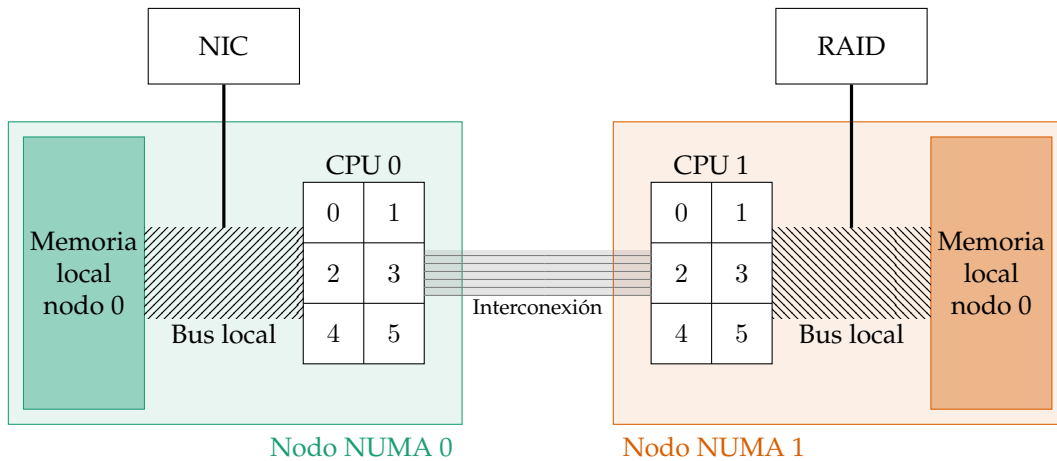 NIC
RAID
CPU 0
CPU 1
0 1
0 1
Memoria
local
nodo 0
2 3
2 3
Memoria
local
nodo 0
Interconexión
Bus local
4 5
4 5
Bus local
Nodo NUMA 0
Nodo NUMA 1